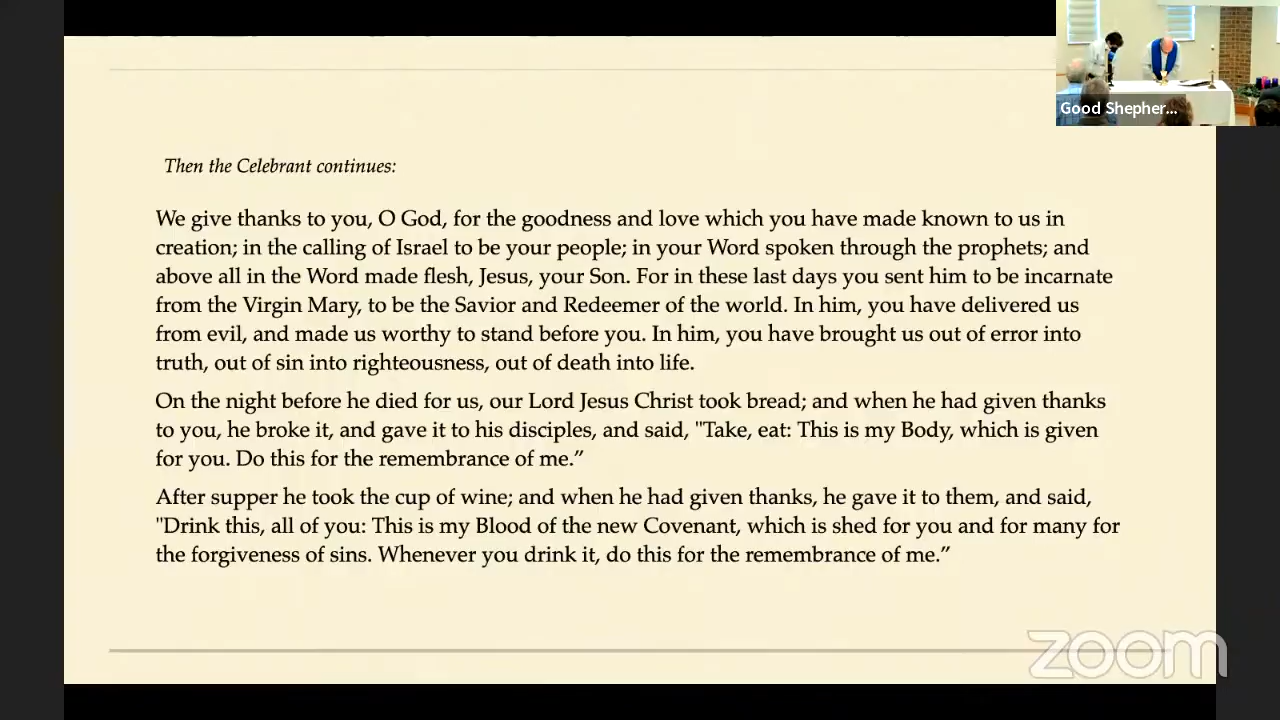 Good Shepher...
Then the Celebrant continues:
We give thanks to you, O God, for the goodness and love which you have made known to us in
creation; in the calling of Israel to be your people; in your Word spoken through the prophets; and
above all in the Word made flesh, Jesus, your Son. For in these last days you sent him to be incarnate
from the Virgin Mary, to be the Savior and Redeemer of the world. In him, you have delivered us
from evil, and made us worthy to stand before you. In him, you have brought us out of error into
truth, out of sin into righteousness, out of death into life.
On the night before he died for us, our Lord Jesus Christ took bread; and when he had given thanks
to you, he broke it, and gave it to his disciples, and said, "Take, eat: This is my Body, which is given
for you. Do this for the remembrance of me.”
After supper he took the cup of wine; and when he had given thanks, he gave it to them, and said,
"Drink this, all of you: This is my Blood of the new Covenant, which is shed for you and for many for
the forgiveness of sins. Whenever you drink it, do this for the remembrance of me.”
zoom